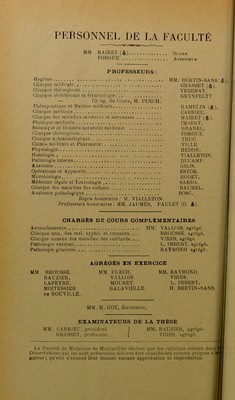 PERSONNEL DE LA FACULTÉ
MM. MAIRET (✻) Doyen
FORGUE Assesseur
PROFESSEURS :
Hygiène MM. BERTIN-SANS
Clinique médicale GRASSET (✻).
Clinique chirurgicale TEDENAT.
Clinique obstétricale et Gynécologie GRYNFELTT
— Ch. du Cours, M. PUECH.
Thérapeutique et Matière médicale HAMELIN (✻)
Clinique médicale CARRIEU.
Clinique des maladies mentales et nerveuses MAIRET (✻).
Physique médicale IMBERT.
Botanique et Histoire naturelle médicale GRANEL.
Clinique chirurgicale FORGUE.
Clinique ophtalmologique TRUC.
Chimie médicale et Pharmacie VILLE
Physiologie HEDON.
Histologie VIALLETON.
Pathologie interne DUCAMP
Anatomie GILIS.
Opérations et Appareils ESTOR.
Microbiologie RODET.
Médecine légale et Toxicologie SARDA.
Clinique des maladies des enfants BAUMEL.
Anatomie pathologique BOSC.
Doyen honoraire : M. VIALLETON.
Professeurs honoraires : MM. JAUMES, PAULET (O. ✻).
CHARGÉS DE COURS COMPLÉMENTAIRES
Accouchements MM. VALLOIS, agrégé.
Clinique ann. des mal. syphil. et cutanées BROUSSE, agrégé.
Clinique annexe des maladies des vieillards VIRES, agrégé.
Pathologie externe L. IMBERT, agrégé.
Pathologie générale RAYMOND agrégé.
AGRÉGÉS EN EXERCICE
MM. BROUSSE MM. PUECH MM. RAYMOND
RAUZIER, VALLOIS VIRES.
LAPEYRE MOURET L. IMBERT,
MOITESSIER GALAVIELLE H. BERTIN-SANS.
DE ROUVILLE.
MM. H. GOT, Secrétaire.
EXAMINATEURS DE LA THÈSE
MM. CARRIEU, président. MM. RAUZIER, agrégé.
GRASSET, professeur. VIRES, agrégé.
La Faculté de Médecine de Montpellier déclare que les opinions émises dans
Dissertations qui lui sont présentées doivent être considérées comme propres à
Auteur ; qu'elle n'entend leur donner aucune approbation ni improbation.